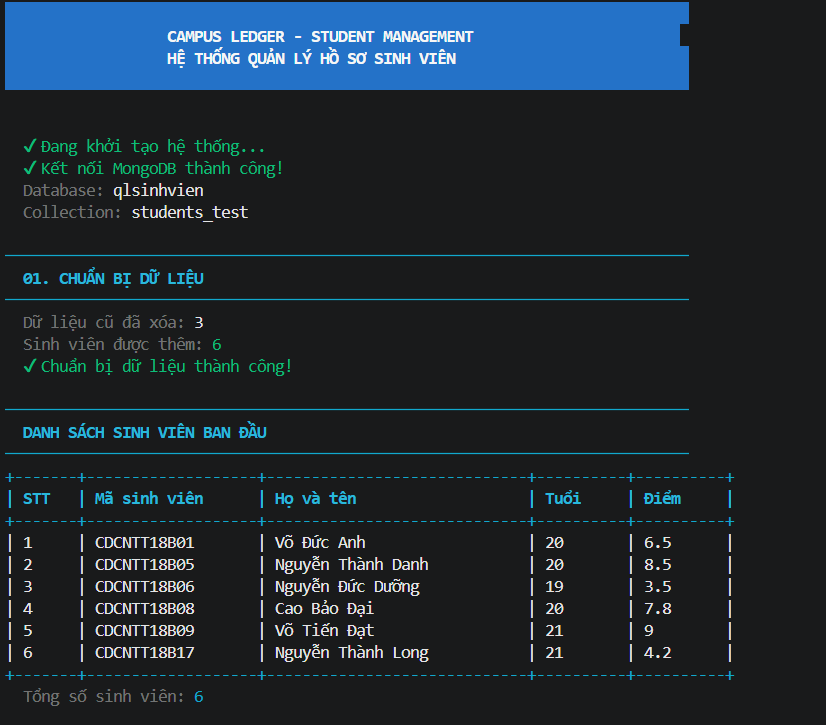 CAMPUS LEDGER - STUDENT MANAGEMENT
HỆ THỐNG QUẢN LÝ HỒ SƠ SINH VIÊN
✓ Đang khởi tạo hệ thống...
✓ Kết nối MongoDB thành công!
Database: qlsinhvien
Collection: students_test
01. CHUẨN BỊ DỮ LIỆU
Dữ liệu cũ đã xóa: 3
Sinh viên được thêm: 6
✓ Chuẩn bị dữ liệu thành công!
DANH SÁCH SINH VIÊN BAN ĐẦU
| STT | Mã sinh viên | Họ và tên | Tuổi | Điểm |
| 1 | CDCNTT18B01 | Võ Đức Anh | 20 | 6.5 |
| 2 | CDCNTT18B05 | Nguyễn Thành Danh | 20 | 8.5 |
| 3 | CDCNTT18B06 | Nguyễn Đức Dưỡng | 19 | 3.5 |
| 4 | CDCNTT18B08 | Cao Bảo Đại | 20 | 7.8 |
| 5 | CDCNTT18B09 | Võ Tiến Đạt | 21 | 9 |
| 6 | CDCNTT18B17 | Nguyễn Thành Long | 21 | 4.2 |
Tổng số sinh viên: 6